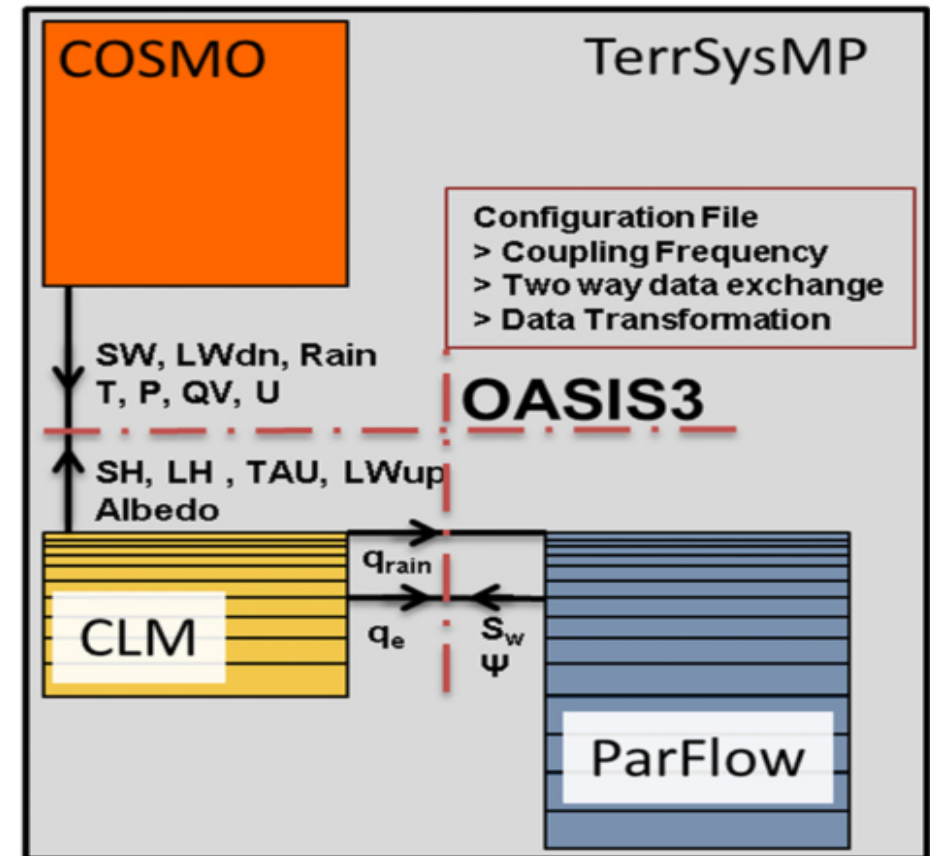 COSMO
TerrSysMP
Configuration File
> Coupling Frequency
> Two way data exchange
> Data Transformation
SW, LWdn, Rain
T, P, QV, U
OASIS3
SH, LH , TAU, LWup
Albedo
qrain
qe
Sw
Ψ
CLM
ParFlow